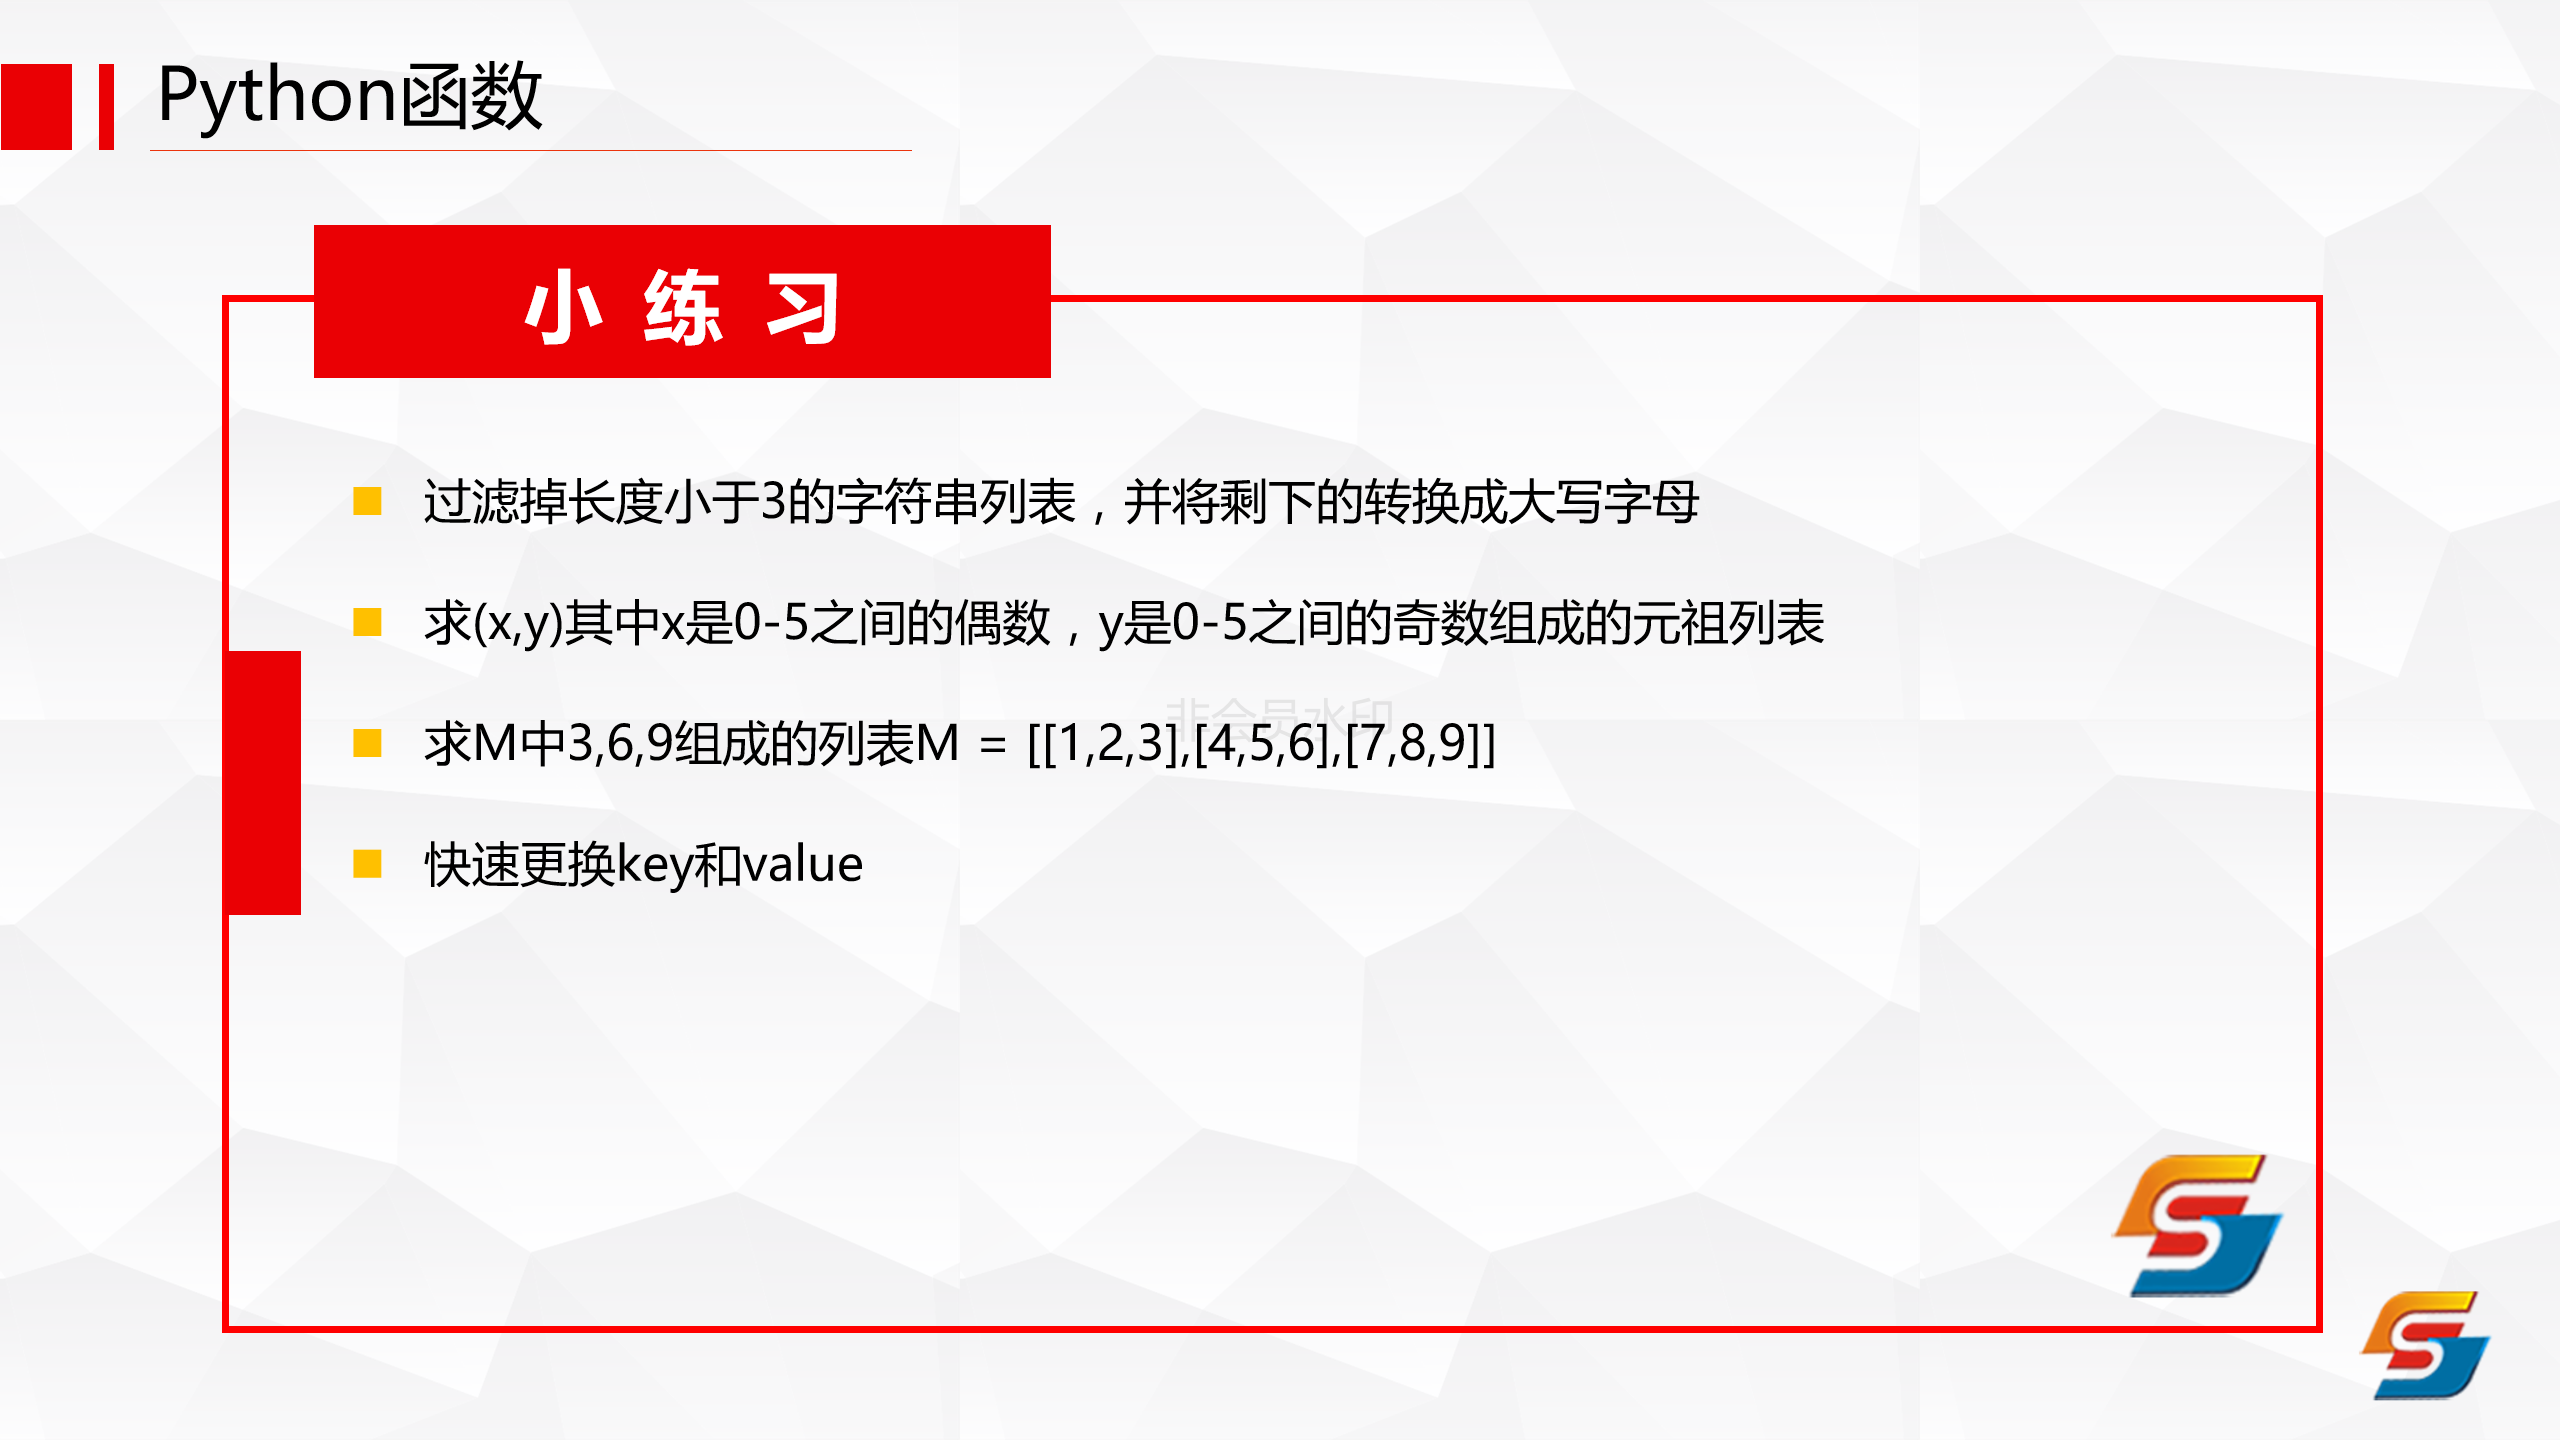 Python函数
小 练 习
过滤掉长度小于3的字符串列表，并将剩下的转换成大写字母
求(x,y)其中x是0-5之间的偶数，y是0-5之间的奇数组成的元祖列表
非会员水印
求M中3,6,9组成的列表M = [[1,2,3],[4,5,6],[7,8,9]]
快速更换key和value